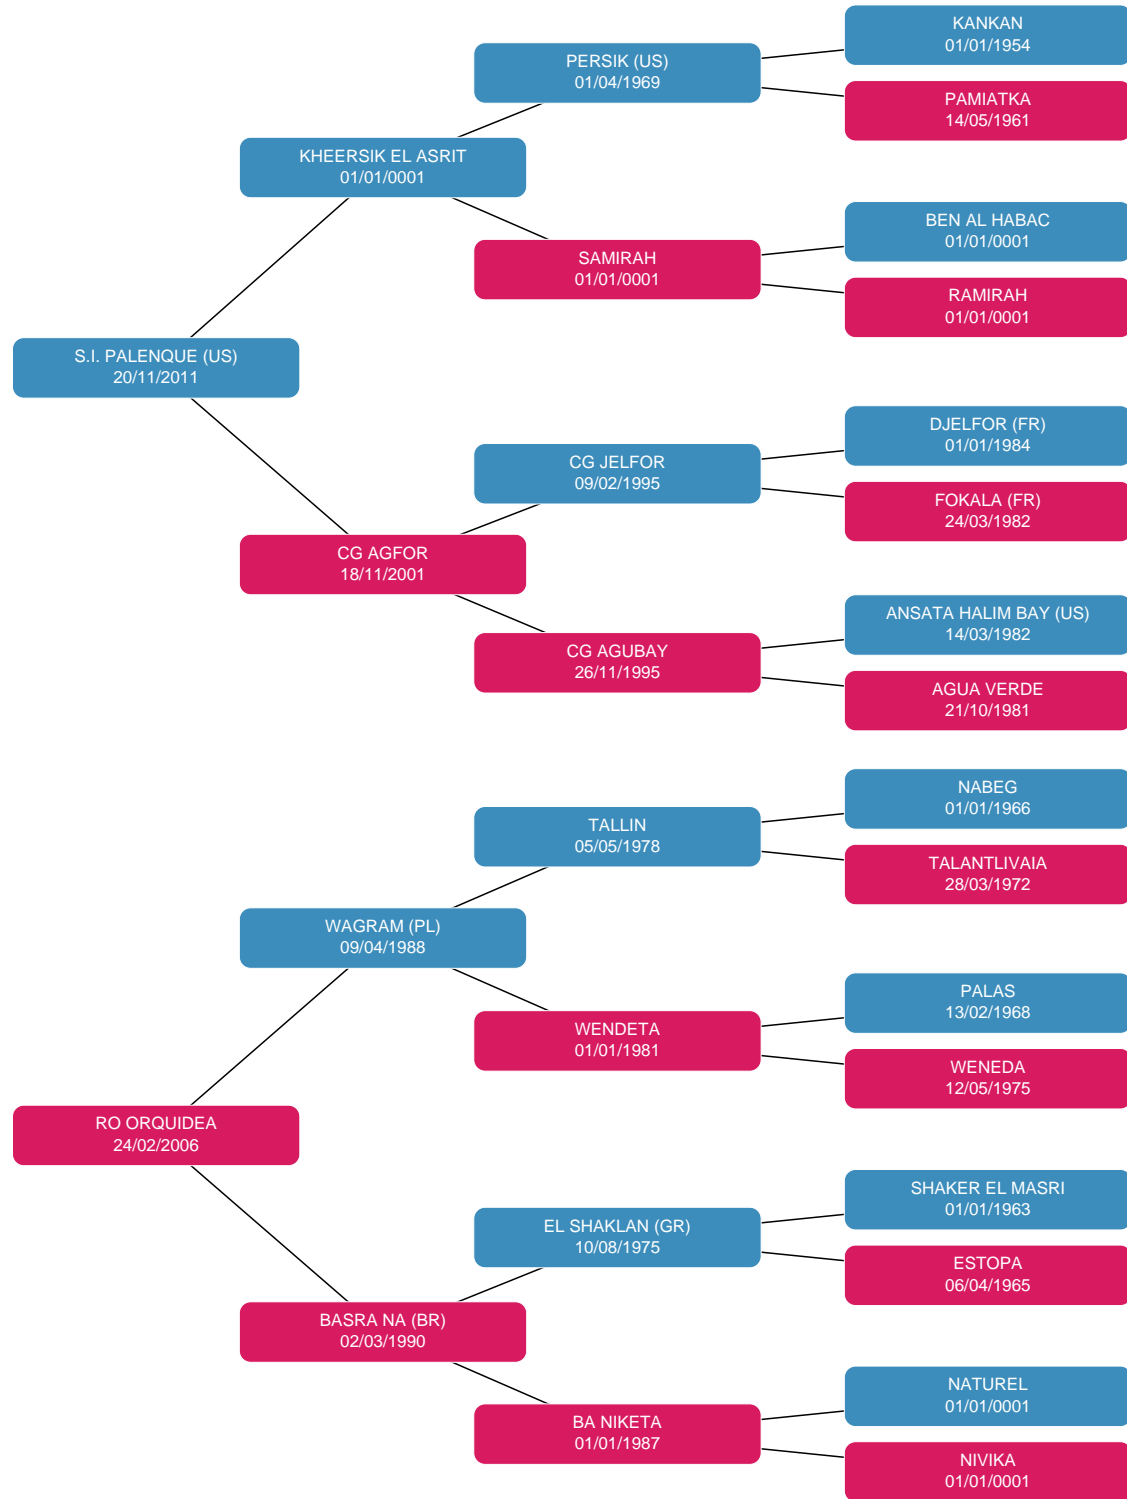 KANKAN
01/01/1954
PERSIK (US)
01/04/1969
PAMIATKA
14/05/1961
KHEERSIK EL ASRIT
01/01/0001
BEN AL HABAC
01/01/0001
SAMIRAH
01/01/0001
RAMIRAH
01/01/0001
S.I. PALENQUE (US)
20/11/2011
DJELFOR (FR)
01/01/1984
CG JELFOR
09/02/1995
FOKALA (FR)
24/03/1982
CG AGFOR
18/11/2001
ANSATA HALIM BAY (US)
14/03/1982
CG AGUBAY
26/11/1995
AGUA VERDE
21/10/1981
NABEG
01/01/1966
TALLIN
05/05/1978
TALANTLIVAIA
28/03/1972
WAGRAM (PL)
09/04/1988
PALAS
13/02/1968
WENDETA
01/01/1981
WENEDA
12/05/1975
RO ORQUIDEA
24/02/2006
SHAKER EL MASRI
01/01/1963
EL SHAKLAN (GR)
10/08/1975
ESTOPA
06/04/1965
BASRA NA (BR)
02/03/1990
NATUREL
01/01/0001
BA NIKETA
01/01/1987
NIVIKA
01/01/0001